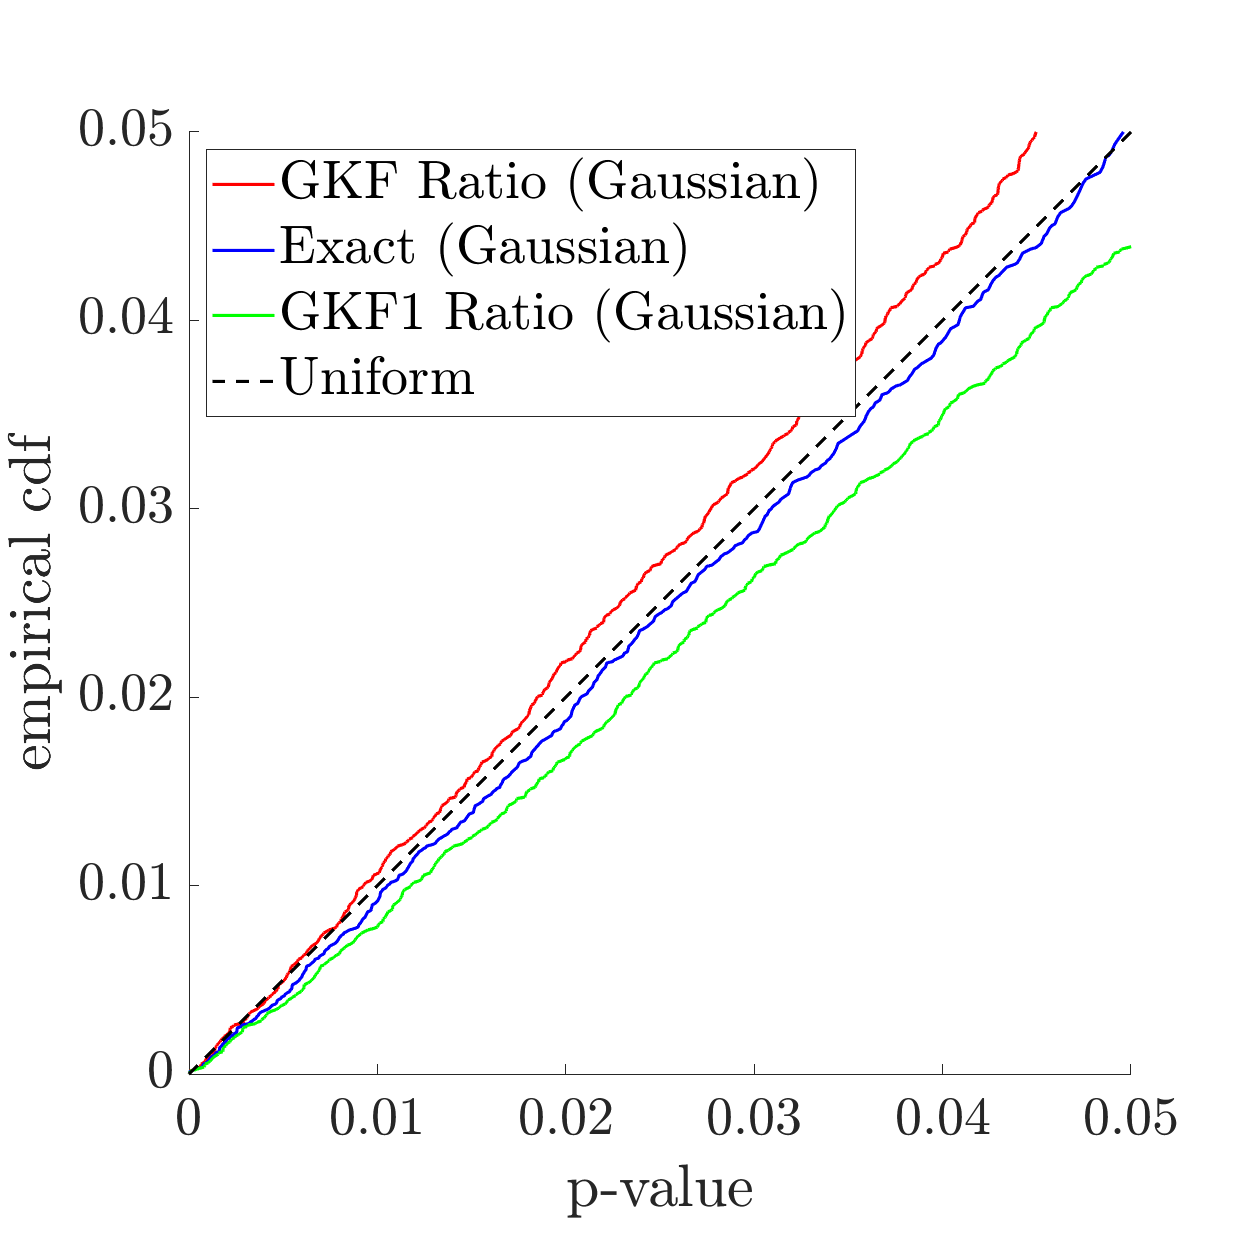 0.05
0.04
0.03
0.02
0.01
0
empirical cdf
GKF Ratio (Gaussian)
Exact (Gaussian)
GKF1 Ratio (Gaussian)
Uniform
0 0.01 0.02 0.03 0.04 0.05
p-value